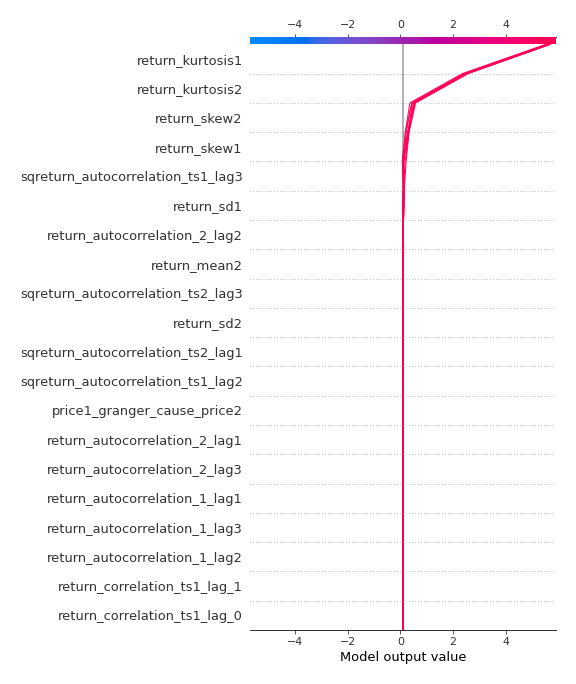 −4 −2 0 2 4
return_kurtosis1
return_kurtosis2
return_skew2
return_skew1
sqreturn_autocorrelation_ts1_lag3
return_sd1
return_autocorrelation_2_lag2
return_mean2
sqreturn_autocorrelation_ts2_lag3
return_sd2
sqreturn_autocorrelation_ts2_lag1
sqreturn_autocorrelation_ts1_lag2
price1_granger_cause_price2
return_autocorrelation_2_lag1
return_autocorrelation_2_lag3
return_autocorrelation_1_lag1
return_autocorrelation_1_lag3
return_autocorrelation_1_lag2
return_correlation_ts1_lag_1
return_correlation_ts1_lag_0
−4 −2 0 2 4
Model output value